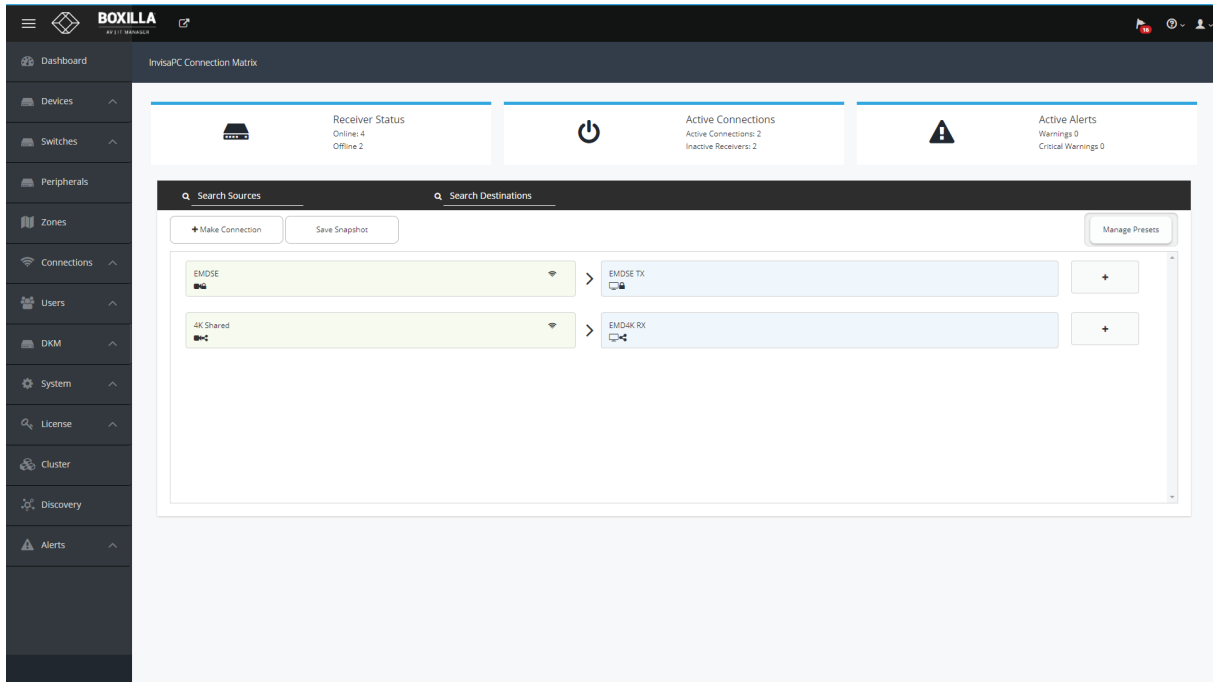 BOXILLA
AV | IT MANAGER
16
Dashboard
Devices
Switches
Peripherals
Zones
Connections
Users
DKM
System
License
Cluster
Discovery
Alerts
InvisaPC Connection Matrix
Receiver Status
Online: 4
Offline 2
Active Connections
Active Connections: 2
Inactive Receivers: 2
Active Alerts
Warnings 0
Critical Warnings 0
Search Sources
Search Destinations
+ Make Connection
Save Snapshot
Manage Presets
EMDSE
EMDSE TX
+
4K Shared
EMD4K RX
+